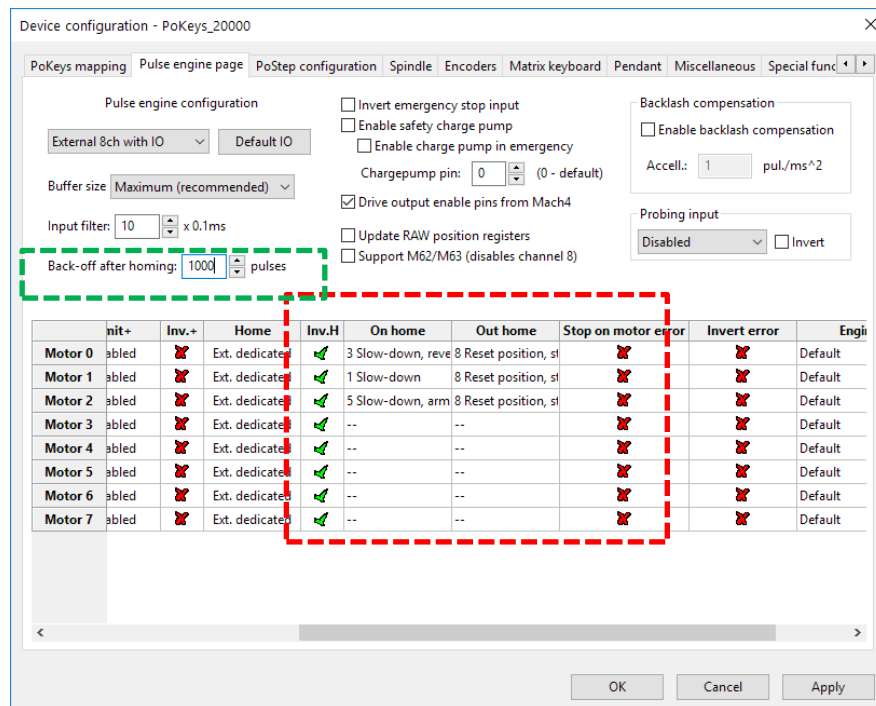 Device configuration - PoKeys_20000
PoKeys mapping Pulse engine page PoStep configuration Spindle Encoders Matrix keyboard Pendant Miscellaneous Special func
Pulse engine configuration
External 8ch with IO Default IO
Buffer size Maximum (recommended)
Input filter: 10 x 0.1ms
Back-off after homing: 1000 pulses
Invert emergency stop input
Enable safety charge pump
Enable charge pump in emergency
Chargepump pin: 0 (0 - default)
Drive output enable pins from Mach4
Update RAW position registers
Support M62/M63 (disables channel 8)
Backlash compensation
Enable backlash compensation
Accell.: 1 pul./ms^2
Probing input
Disabled Invert
nit+ Inv.+ Home Inv.H On home Out home Stop on motor error Invert error Engin
Motor 0 abled Ext. dedicated 3 Slow-down, reve 8 Reset position, st Default
Motor 1 abled Ext. dedicated 1 Slow-down 8 Reset position, st Default
Motor 2 abled Ext. dedicated 5 Slow-down, arm 8 Reset position, st Default
Motor 3 abled Ext. dedicated -- -- Default
Motor 4 abled Ext. dedicated -- -- Default
Motor 5 abled Ext. dedicated -- -- Default
Motor 6 abled Ext. dedicated -- -- Default
Motor 7 abled Ext. dedicated -- -- Default
OK Cancel Apply